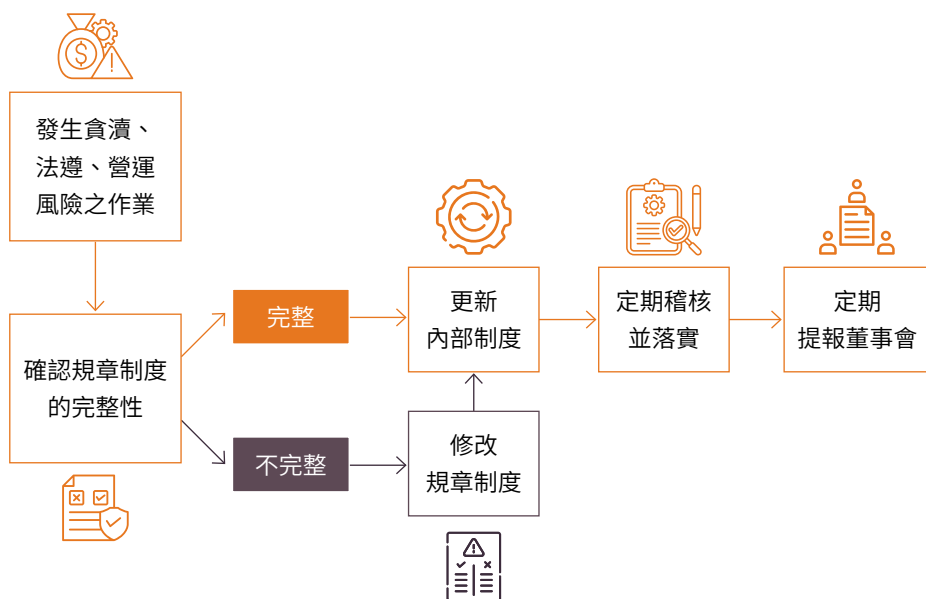 發生貪瀆、
法遵、營運
風險之作業
確認規章制度
的完整性
完整
不完整
更新
內部制度
修改
規章制度
定期稽核
並落實
定期
提報董事會